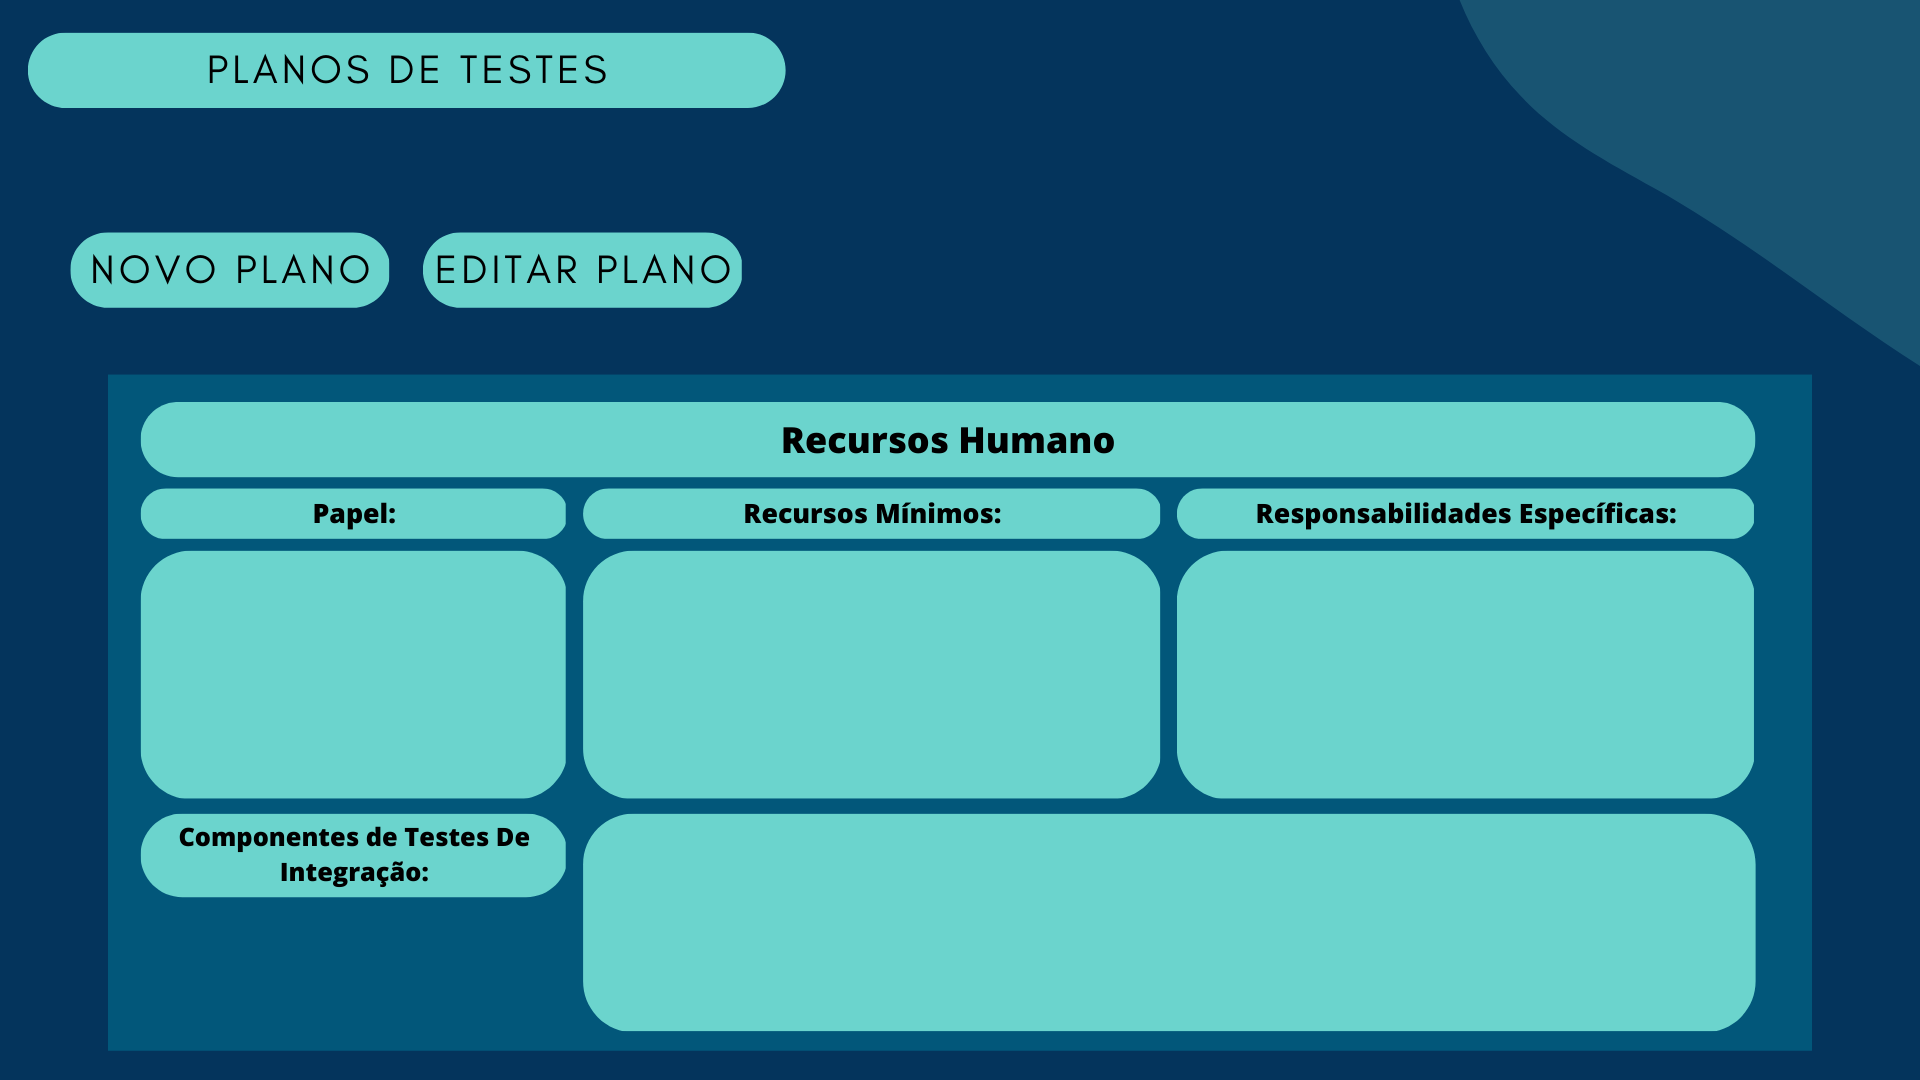 PLANOS DE TESTES
NOVO PLANO
EDITAR PLANO
Recursos Humano
Papel:
Recursos Mínimos:
Responsabilidades Específicas:
Componentes de Testes De
Integração: